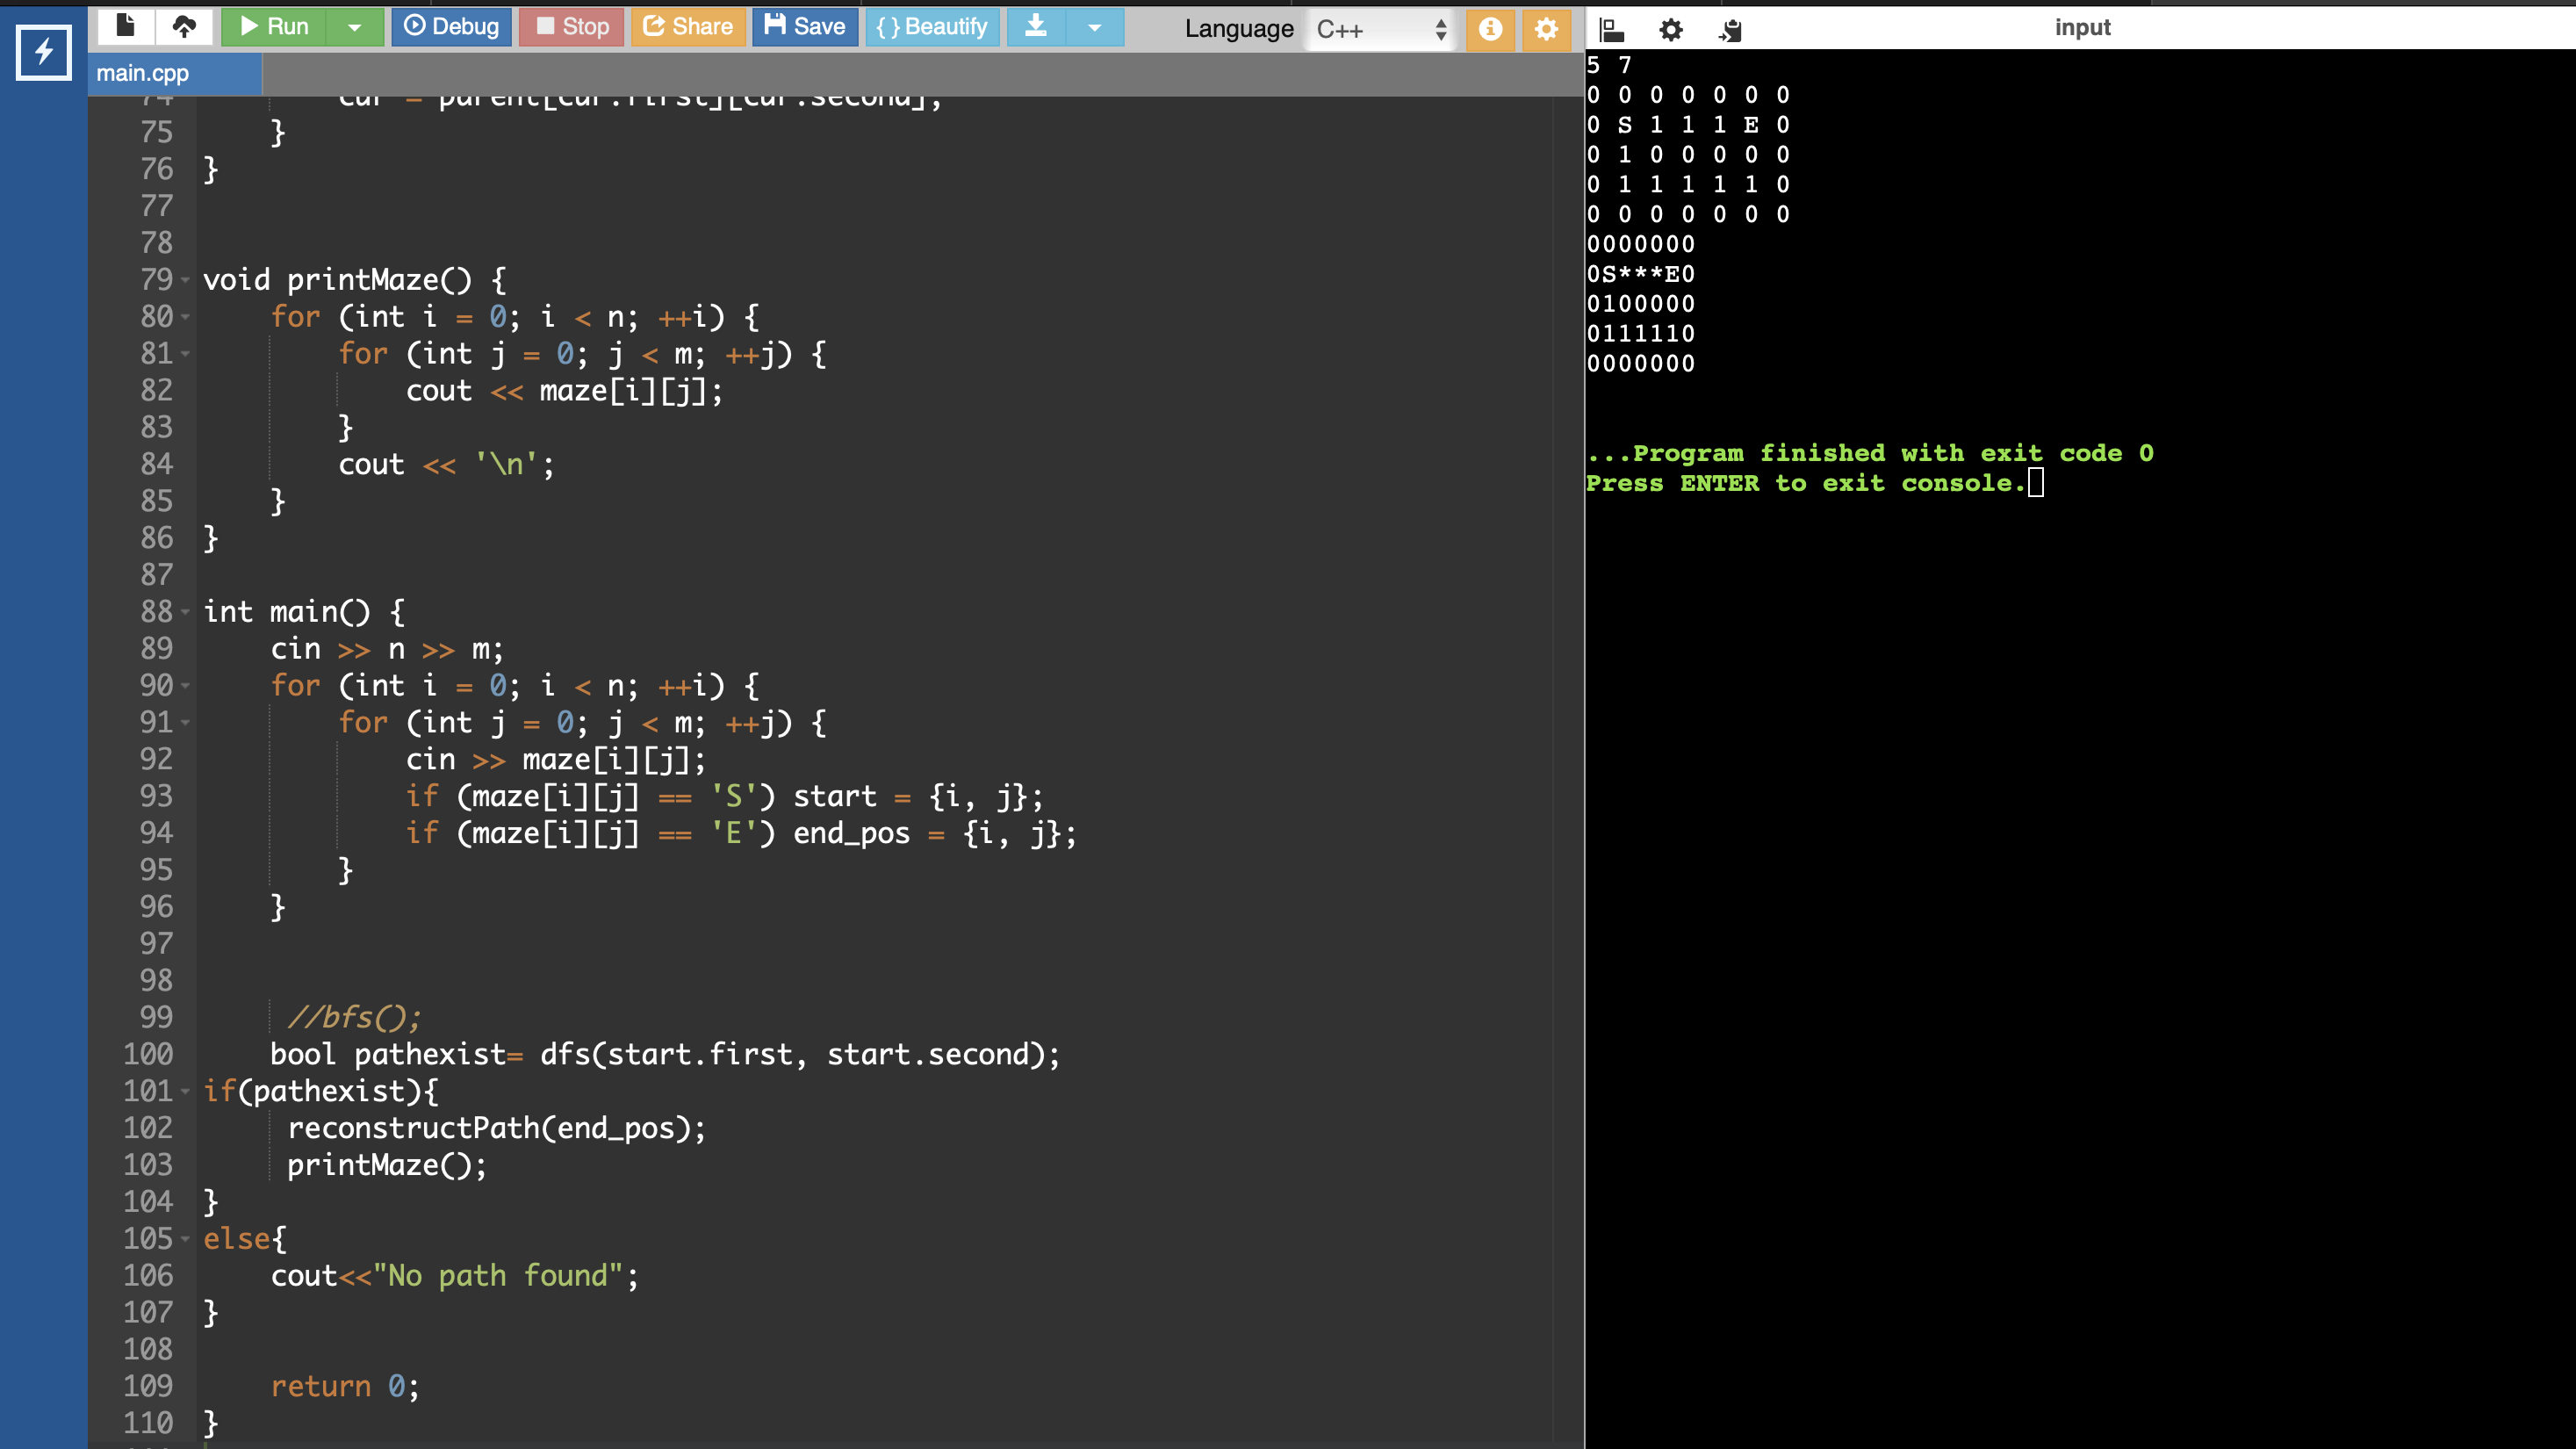 Run
Debug
Stop
Share
Save
{ } Beautify
Language
C++
input
main.cpp
74 cur = parent[cur.first][cur.second];
75 }
76 }
77
78
79 void printMaze() {
80 for (int i = 0; i < n; ++i) {
81 for (int j = 0; j < m; ++j) {
82 cout << maze[i][j];
83 }
84 cout << '\n';
85 }
86 }
87
88 int main() {
89 cin >> n >> m;
90 for (int i = 0; i < n; ++i) {
91 for (int j = 0; j < m; ++j) {
92 cin >> maze[i][j];
93 if (maze[i][j] == 'S') start = {i, j};
94 if (maze[i][j] == 'E') end_pos = {i, j};
95 }
96 }
97
98
99 //bfs();
100 bool pathexist= dfs(start.first, start.second);
101 if(pathexist){
102 reconstructPath(end_pos);
103 printMaze();
104 }
105 else{
106 cout<<"No path found";
107 }
108
109 return 0;
110 }
5 7
0 0 0 0 0 0 0
0 S 1 1 1 E 0
0 1 0 0 0 0 0
0 1 1 1 1 1 0
0 0 0 0 0 0 0
0000000
0S***E0
0100000
0111110
0000000
...Program finished with exit code 0
Press ENTER to exit console.